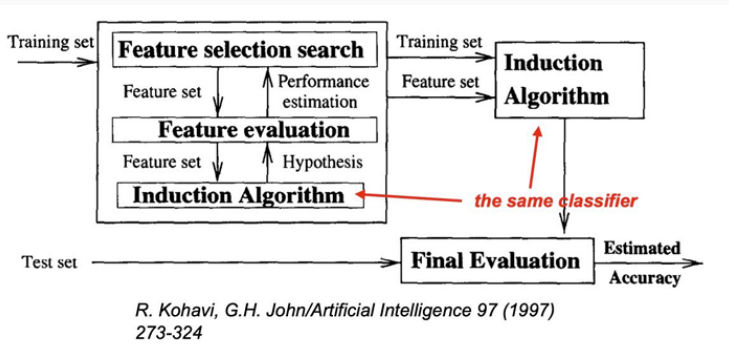 Training set
Feature selection search
Training set
Feature set
Performance
estimation
Feature set
Induction
Algorithm
Feature evaluation
Feature set
Hypothesis
Induction Algorithm
the same classifier
Test set
Final Evaluation
Estimated
Accuracy
R. Kohavi, G.H. John/Artificial Intelligence 97 (1997)
273-324